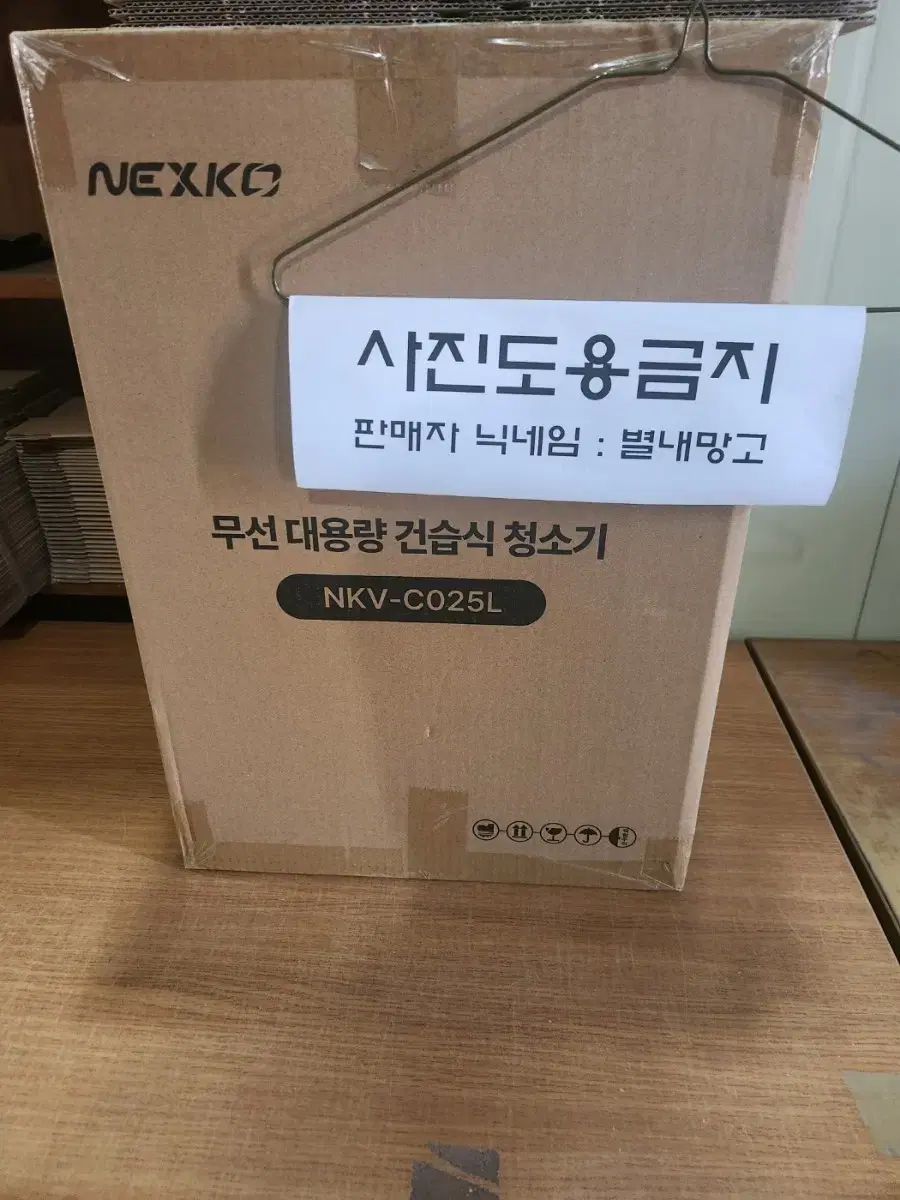 NEXKO
사진도용금지
판매자 닉네임 : 별내망고
무선 대용량 건습식 청소기
NKV-C025L